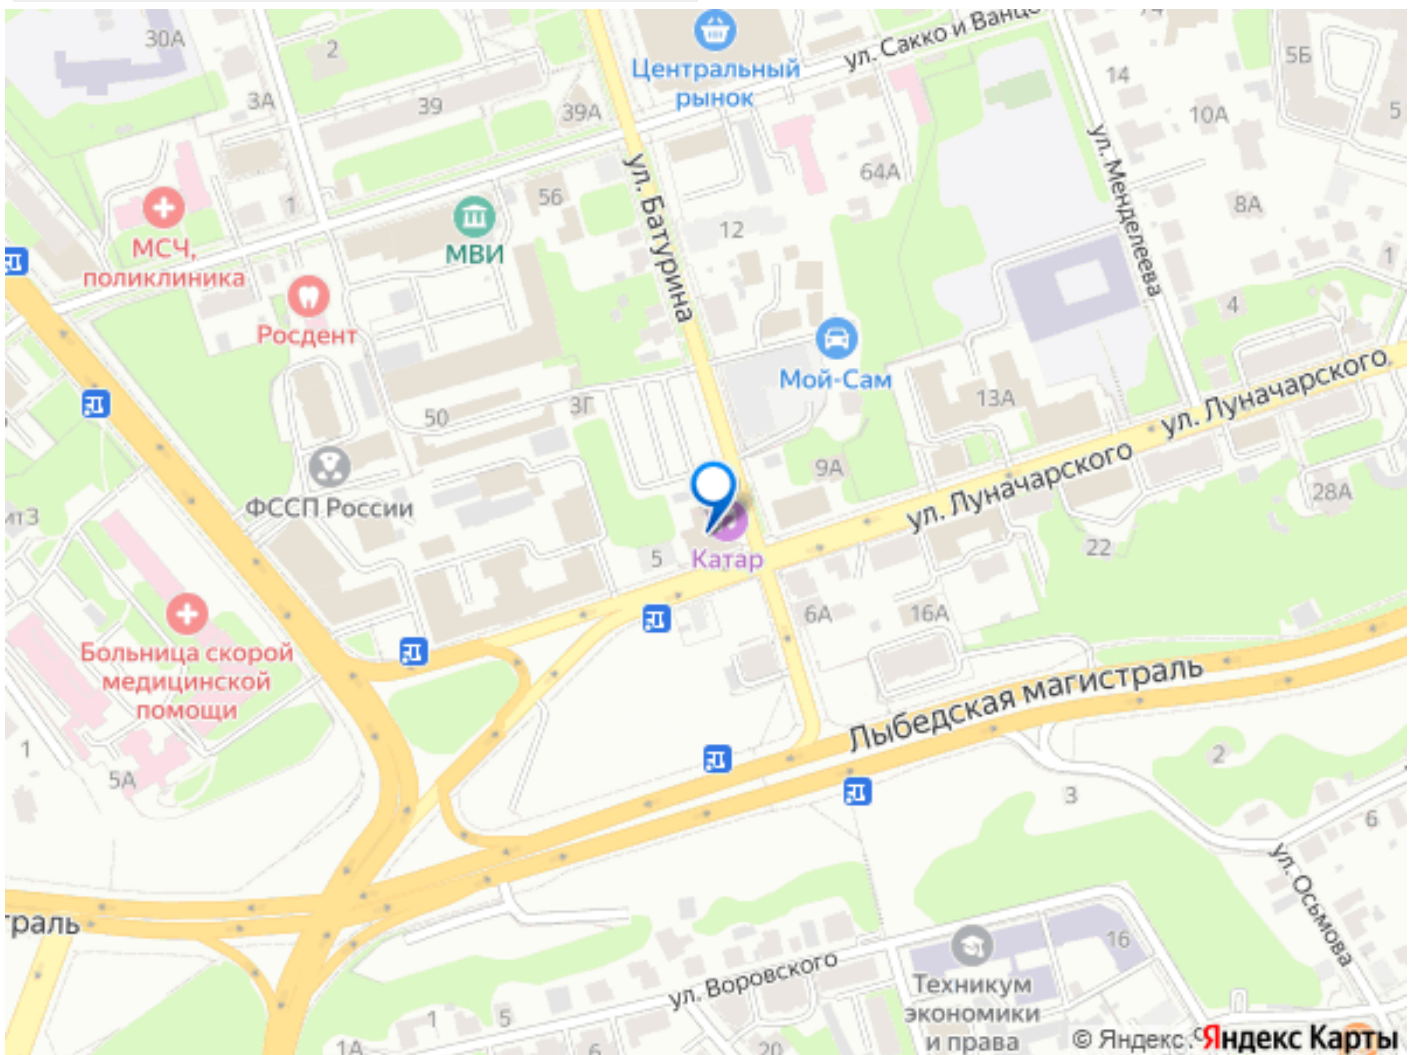 30А
2
3А
39
39А
Центральный
рынок
ул. Сакко и Ванце
14
5Б
10А
5
ул. Батурина
ул. Менделеева
64А
8А
1
56
12
МСЧ,
поликлиника
МВИ
1
4
Росдент
Мой-Сам
13А
ул. Луначарского
3Г
50
9А
28А
ул. Луначарского
ФССП России
22
5
Катар
6А
16А
Больница скорой
медицинской
помощи
Лыбедская магистраль
1
5А
2
3
6
ул. Осьмова
траль
16
ул. Воровского
Техникум
экономики
и права
1
5
1А
6
20
© Яндекс
Яндекс Карты